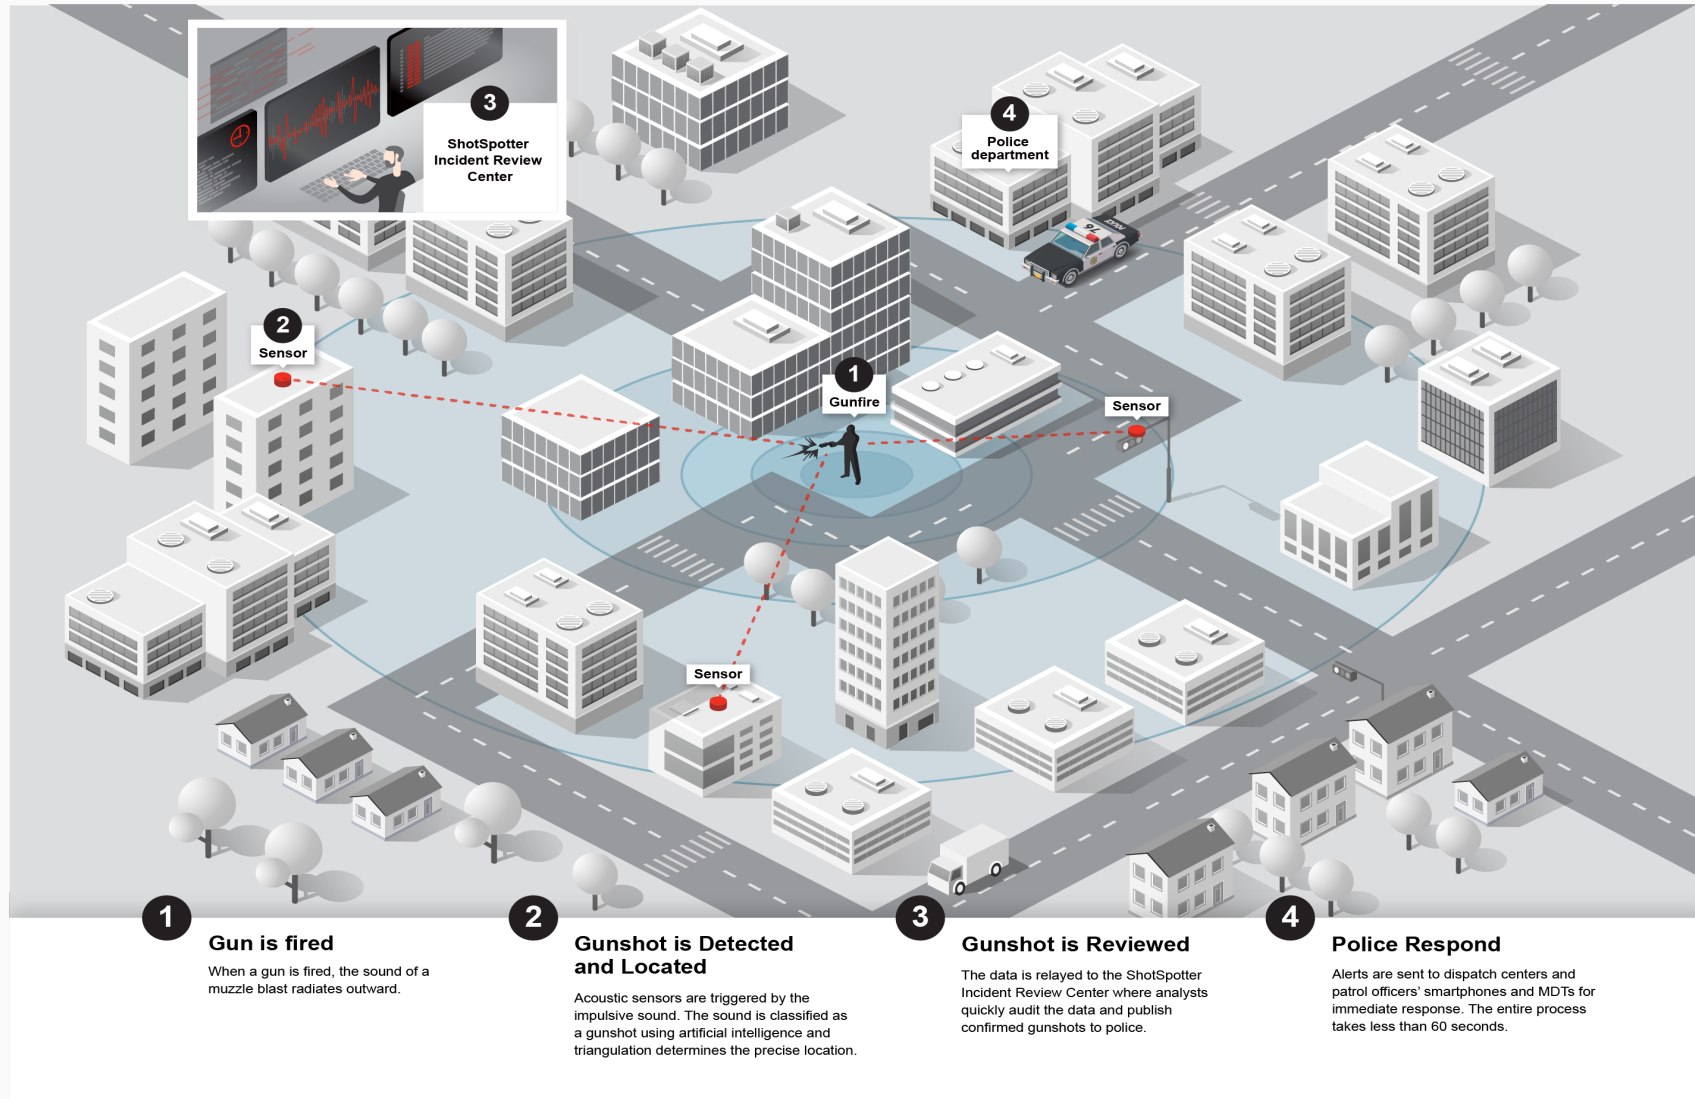 3
ShotSpotter
Incident Review
Center
4
Police
department
76
POLICE
2
Sensor
1
Gunfire
Sensor
Sensor
1
Gun is fired
When a gun is fired, the sound of a
muzzle blast radiates outward.
2
Gunshot is Detected
and Located
Acoustic sensors are triggered by the
impulsive sound. The sound is classified as
a gunshot using artificial intelligence and
triangulation determines the precise location.
3
Gunshot is Reviewed
The data is relayed to the ShotSpotter
Incident Review Center where analysts
quickly audit the data and publish
confirmed gunshots to police.
4
Police Respond
Alerts are sent to dispatch centers and
patrol officers’ smartphones and MDTs for
immediate response. The entire process
takes less than 60 seconds.